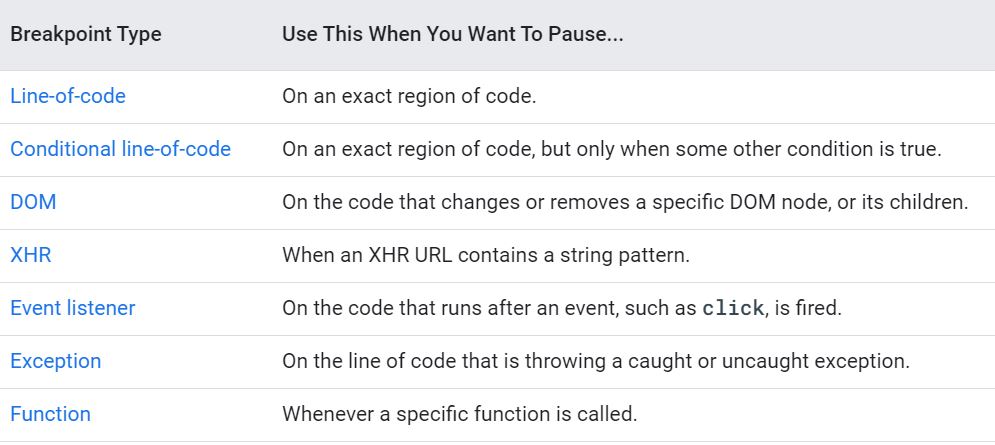 Breakpoint Type Use This When You Want To Pause...
Line-of-code On an exact region of code.
Conditional line-of-code On an exact region of code, but only when some other condition is true.
DOM On the code that changes or removes a specific DOM node, or its children.
XHR When an XHR URL contains a string pattern.
Event listener On the code that runs after an event, such as click, is fired.
Exception On the line of code that is throwing a caught or uncaught exception.
Function Whenever a specific function is called.